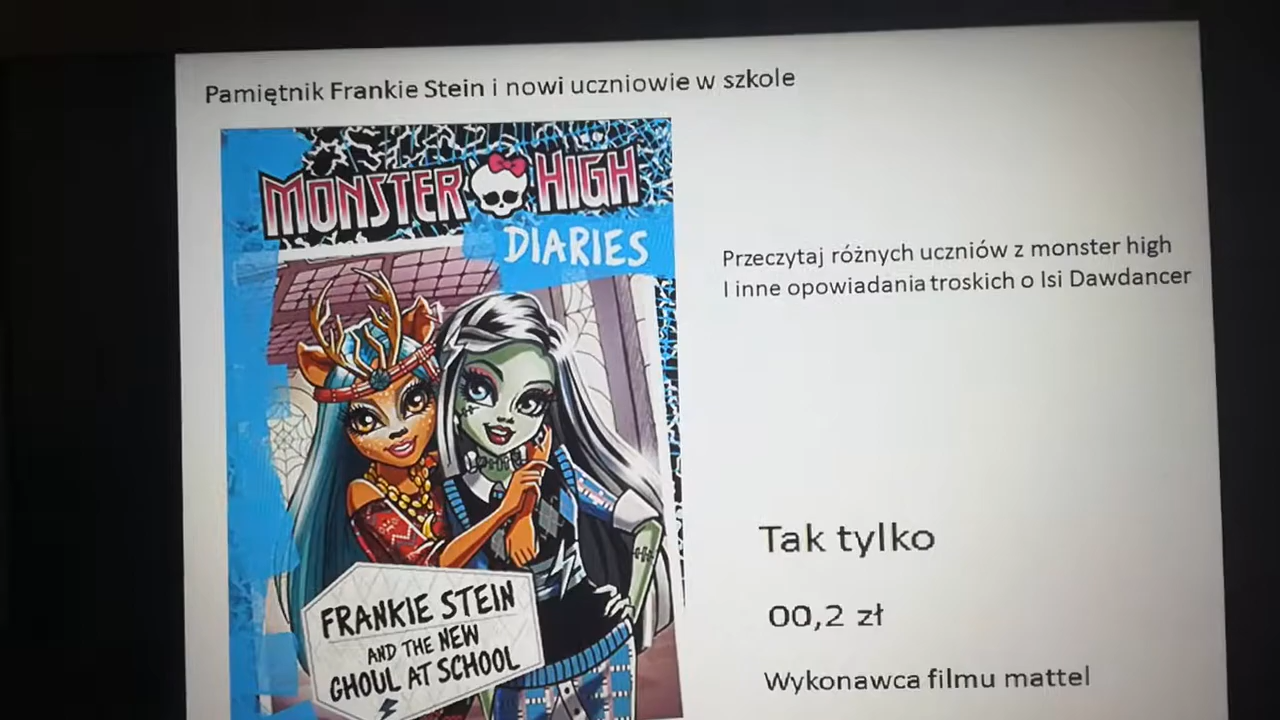 Pamiętnik Frankie Stein i nowi uczniowie w szkole
MONSTER HIGH
DIARIES
Przeczytaj różnych uczniów z monster high
I inne opowiadania troskich o Isi Dawdancer
Tak tylko
00,2 zł
Wykonawca filmu mattel
FRANKIE STEIN
AND THE NEW
GHOUL AT SCHOOL